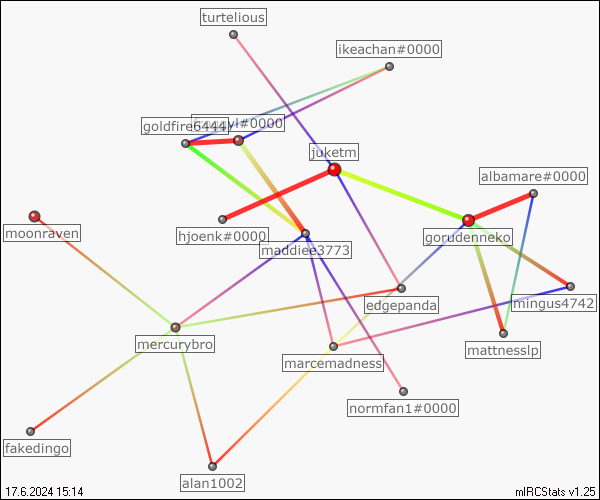 turtelious
ikeachan#0000
goldfire6444
yl#0000
juketm
albamare#0000
moonraven
hjoenk#0000
maddiee3773
gorudenneko
edgepanda
mingus4742
mercurybro
mattnesslp
marcemadness
normfan1#0000
fakedingo
alan1002
17.6.2024 15:14
mIRCStats v1.25